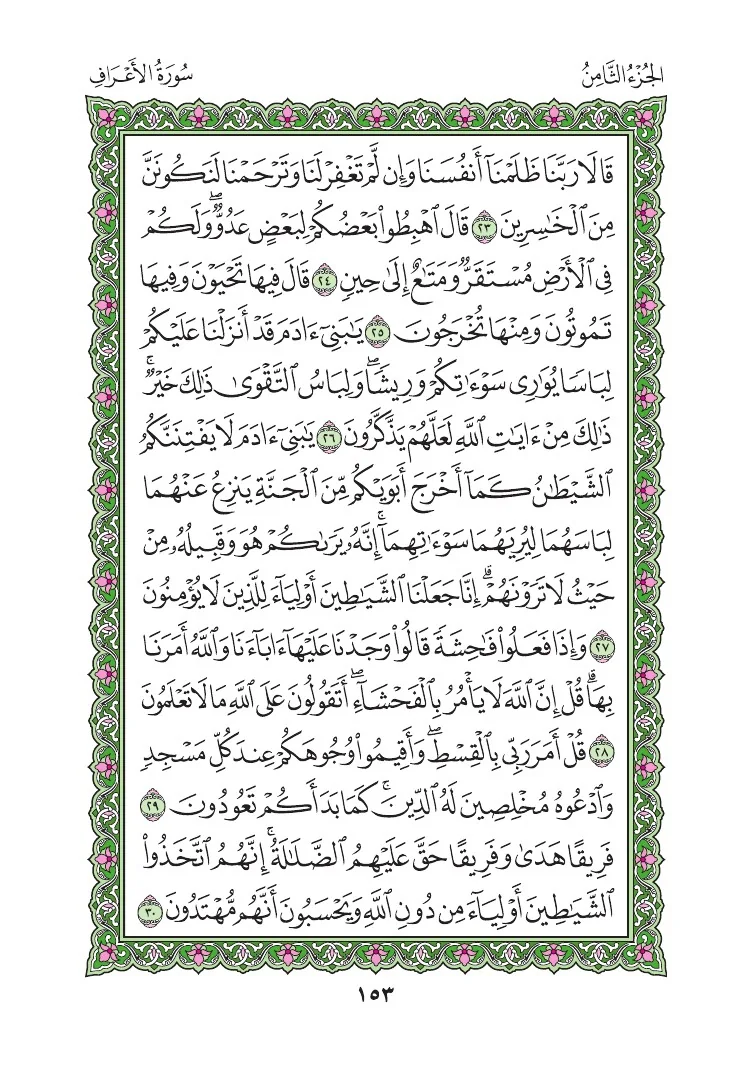 الجُزْءُ الثَّامِنُ
سُورَةُ الأَعْرَافِ
قَالَا رَبَّنَا ظَلَمْنَآ أَنفُسَنَا وَإِن لَّمْ تَغْفِرْ لَنَا وَتَرْحَمْنَا لَنَكُونَنَّ
مِنَ ٱلْخَٰسِرِينَ ٢٣ قَالَ ٱهْبِطُوا۟ بَعْضُكُمْ لِبَعْضٍ عَدُوٌّۖ وَلَكُمْ
فِى ٱلْأَرْضِ مُسْتَقَرٌّ وَمَتَٰعٌ إِلَىٰ حِينٍ ٢٤ قَالَ فِيهَا تَحْيَوْنَ وَفِيهَا
تَمُوتُونَ وَمِنْهَا تُخْرَجُونَ ٢٥ يَٰبَنِىٓ ءَادَمَ قَدْ أَنزَلْنَا عَلَيْكُمْ
لِبَاسًا يُوَٰرِى سَوْءَٰتِكُمْ وَرِيشًاۖ وَلِبَاسُ ٱلتَّقْوَىٰ ذَٰلِكَ خَيْرٌۚ
ذَٰلِكَ مِنْ ءَايَٰتِ ٱللَّهِ لَعَلَّهُمْ يَذَّكَّرُونَ ٢٦ يَٰبَنِىٓ ءَادَمَ لَا يَفْتِنَنَّكُمُ
ٱلشَّيْطَٰنُ كَمَآ أَخْرَجَ أَبَوَيْكُم مِّنَ ٱلْجَنَّةِ يَنزِعُ عَنْهُمَا
لِبَاسَهُمَا لِيُرِيَهُمَا سَوْءَٰتِهِمَآۚ إِنَّهُۥ يَرَىٰكُمْ هُوَ وَقَبِيلُهُۥ مِنْ
حَيْثُ لَا تَرَوْنَهُمْۗ إِنَّا جَعَلْنَا ٱلشَّيَٰطِينَ أَوْلِيَآءَ لِلَّذِينَ لَا يُؤْمِنُونَ
٢٧ وَإِذَا فَعَلُوا۟ فَٰحِشَةً قَالُوا۟ وَجَدْنَا عَلَيْهَآ ءَابَآءَنَا وَٱللَّهُ أَمَرَنَا
بِهَاۗ قُلْ إِنَّ ٱللَّهَ لَا يَأْمُرُ بِٱلْفَحْشَآءِۖ أَتَقُولُونَ عَلَى ٱللَّهِ مَا لَا تَعْلَمُونَ
٢٨ قُلْ أَمَرَ رَبِّى بِٱلْقِسْطِۖ وَأَقِيمُوا۟ وُجُوهَكُمْ عِندَ كُلِّ مَسْجِدٍ
وَٱدْعُوهُ مُخْلِصِينَ لَهُ ٱلدِّينَۚ كَمَا بَدَأَكُمْ تَعُودُونَ ٢٩
فَرِيقًا هَدَىٰ وَفَرِيقًا حَقَّ عَلَيْهِمُ ٱلضَّلَٰلَةُۚ إِنَّهُمُ ٱتَّخَذُوا۟
ٱلشَّيَٰطِينَ أَوْلِيَآءَ مِن دُونِ ٱللَّهِ وَيَحْسَبُونَ أَنَّهُم مُّهْتَدُونَ ٣٠
١٥٣